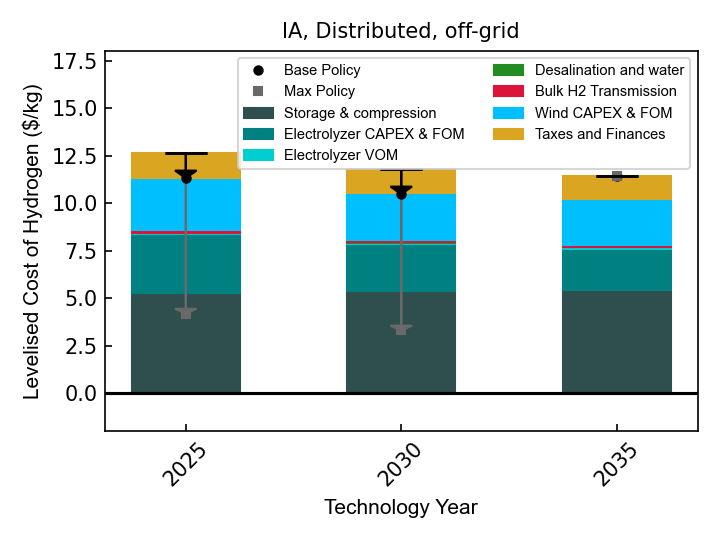 IA, Distributed, off-grid
Levelised Cost of Hydrogen ($/kg)
17.5
15.0
12.5
10.0
7.5
5.0
2.5
0.0
Base Policy
Max Policy
Storage & compression
Electrolyzer CAPEX & FOM
Electrolyzer VOM
Desalination and water
Bulk H2 Transmission
Wind CAPEX & FOM
Taxes and Finances
2025
2030
2035
Technology Year